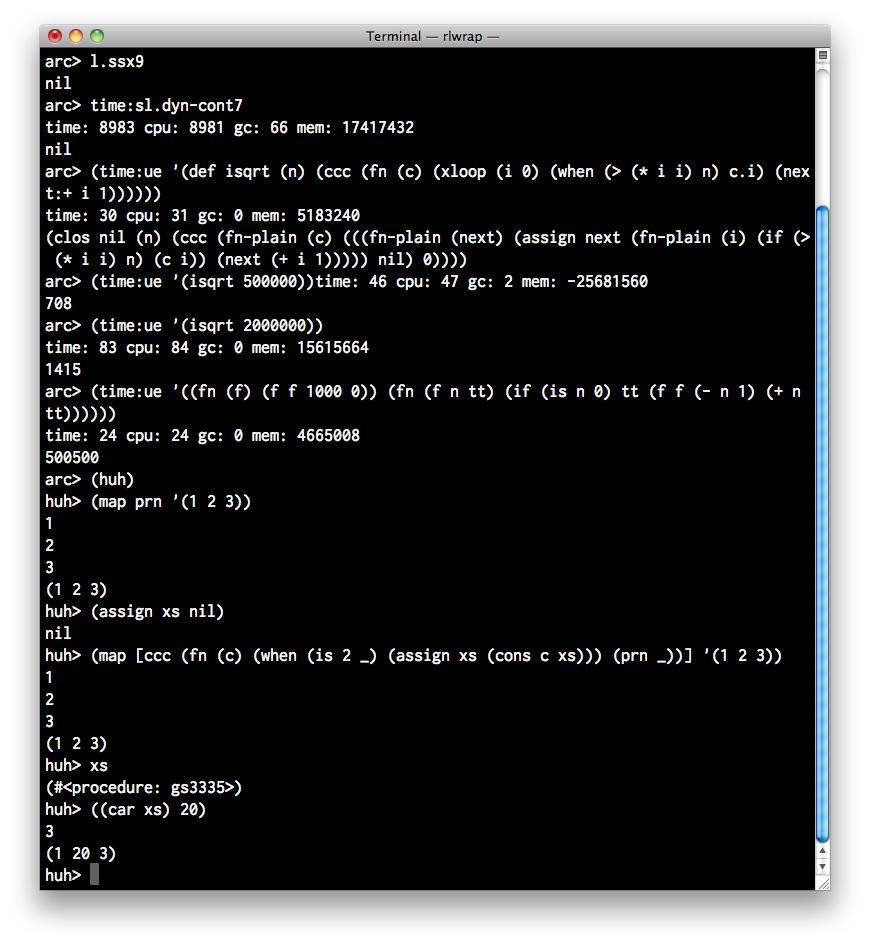 Terminal — rlwrap —
arc> l.ssx9
nil
arc> time:sl.dyn-cont7
time: 8983 cpu: 8981 gc: 66 mem: 17417432
nil
arc> (time:ue '(def isqrt (n) (ccc (fn (c) (xloop (i 0) (when (> (* i i) n) c.i) (nex
t:+ i 1))))))
time: 30 cpu: 31 gc: 0 mem: 5183240
(clos nil (n) (ccc (fn-plain (c) (((fn-plain (next) (assign next (fn-plain (i) (if (>
 (* i i) n) (c i)) (next (+ i 1))))) nil) 0))))
arc> (time:ue '(isqrt 500000))time: 46 cpu: 47 gc: 2 mem: -25681560
708
arc> (time:ue '(isqrt 2000000))
time: 83 cpu: 84 gc: 0 mem: 15615664
1415
arc> (time:ue '((fn (f) (f f 1000 0)) (fn (f n tt) (if (is n 0) tt (f f (- n 1) (+ n 
tt))))))
time: 24 cpu: 24 gc: 0 mem: 4665008
500500
arc> (huh)
huh> (map prn '(1 2 3))
1
2
3
(1 2 3)
huh> (assign xs nil)
nil
huh> (map [ccc (fn (c) (when (is 2 _) (assign xs (cons c xs))) (prn _))] '(1 2 3))
1
2
3
(1 2 3)
huh> xs
(#<procedure: gs3335>)
huh> ((car xs) 20)
3
(1 20 3)
huh>